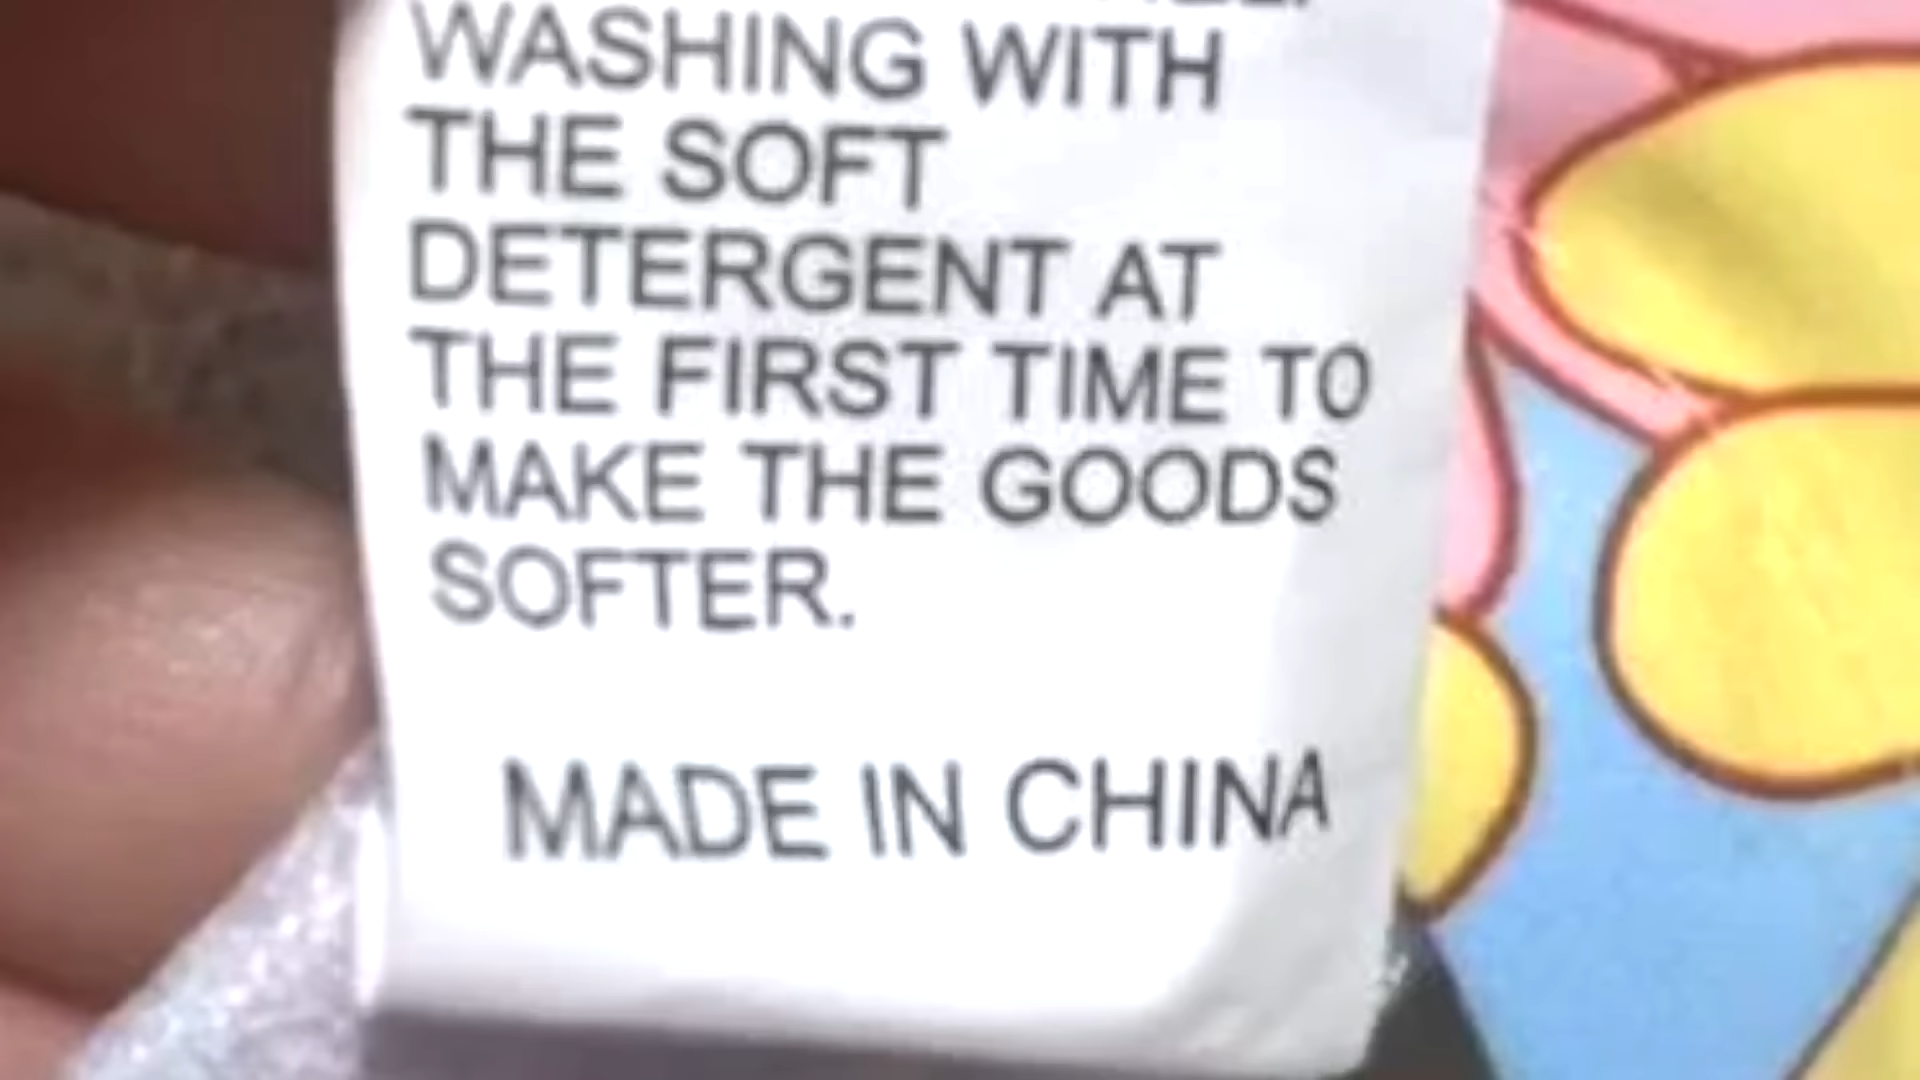 WASHING WITH
THE SOFT
DETERGENT AT
THE FIRST TIME TO
MAKE THE GOODS
SOFTER.
MADE IN CHINA